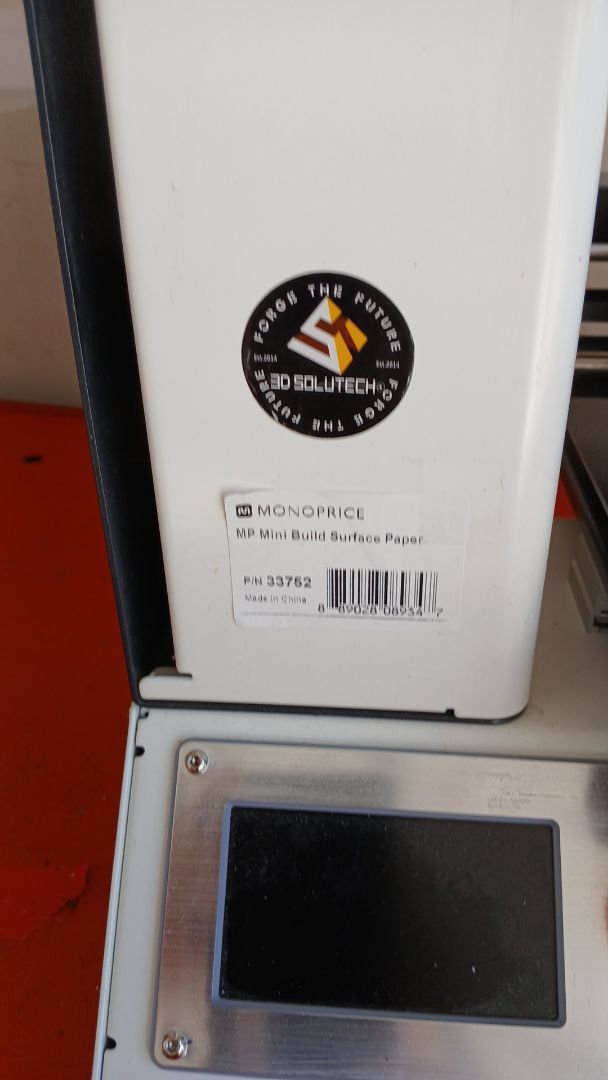 FORGE THE FUTURE
Est.2014
Est.2014
3D SOLUTECH®
FORGE THE FUTURE
M MONOPRICE
MP Mini Build Surface Paper
P/N 33752
Made in China
8 89028 08954 7